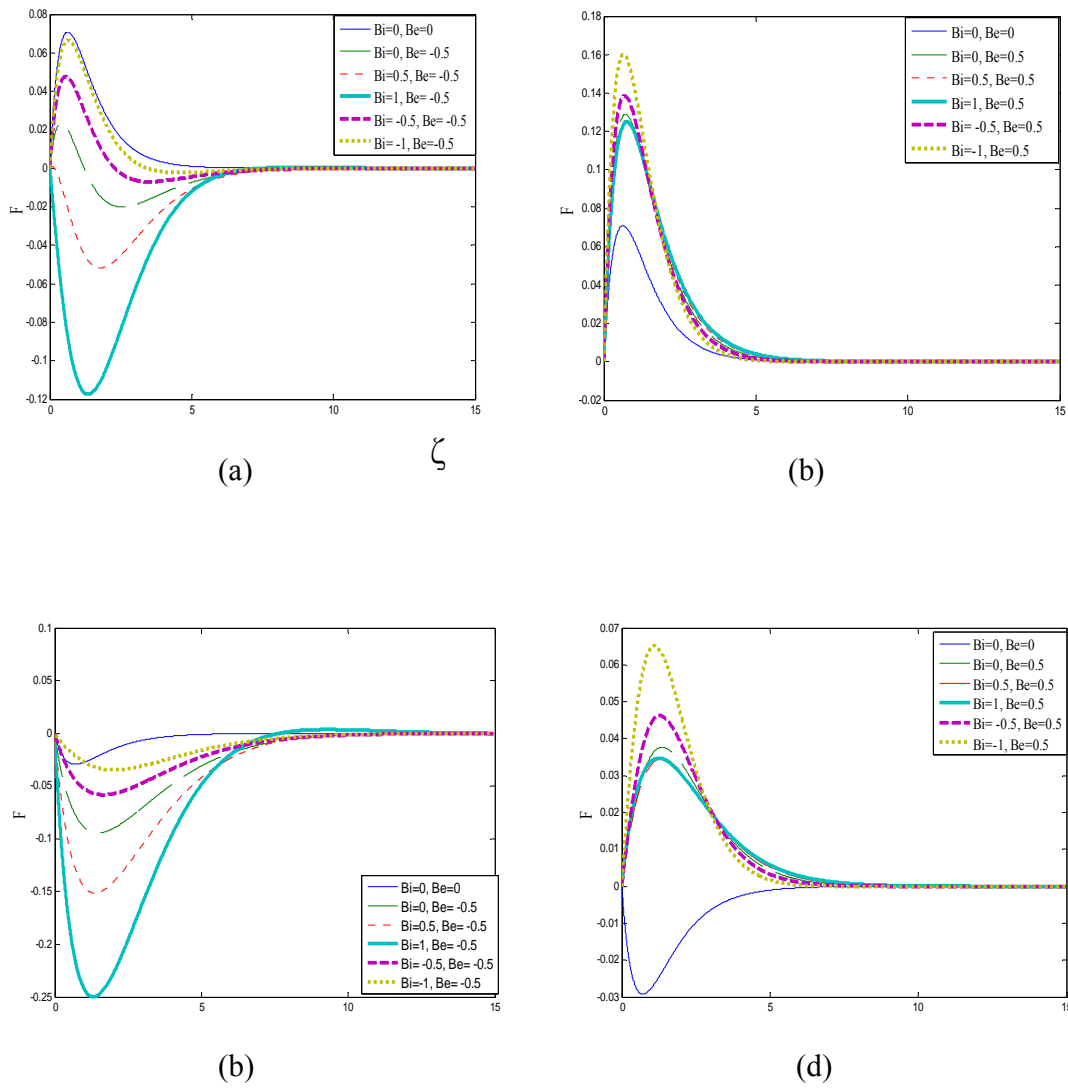 0.08
0.06
0.04
0.02
0
-0.02
-0.04
-0.06
-0.08
-0.1
-0.12
0
5
10
15
F
Bi=0, Be=0
Bi=0, Be= -0.5
Bi=0.5, Be= -0.5
Bi=1, Be= -0.5
Bi= -0.5, Be= -0.5
Bi= -1, Be=-0.5
(a)
ζ
0.18
0.16
0.14
0.12
0.1
0.08
0.06
0.04
0.02
0
-0.02
0
5
10
15
F
Bi=0, Be=0
Bi=0, Be=0.5
Bi=0.5, Be=0.5
Bi=1, Be=0.5
Bi= -0.5, Be=0.5
Bi=-1, Be=0.5
(b)
0.1
0.05
0
-0.05
-0.1
-0.15
-0.2
-0.25
0
5
10
15
F
Bi=0, Be=0
Bi=0, Be= -0.5
Bi=0.5, Be= -0.5
Bi=1, Be= -0.5
Bi= -0.5, Be= -0.5
Bi=-1, Be= -0.5
(b)
0.07
0.06
0.05
0.04
0.03
0.02
0.01
0
-0.01
-0.02
-0.03
0
5
10
15
F
Bi=0, Be=0
Bi=0, Be=0.5
Bi=0.5, Be=0.5
Bi=1, Be=0.5
Bi= -0.5, Be=0.5
Bi=-1, Be=0.5
(d)